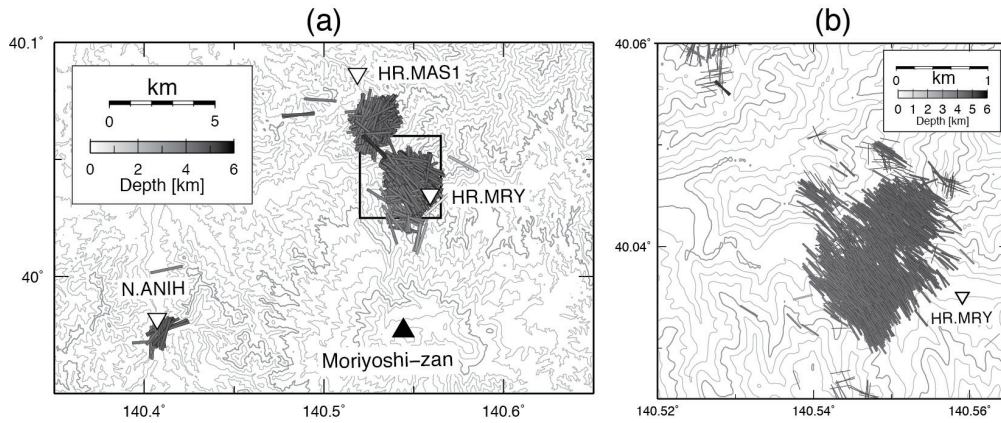 (a)
40.1°
km
0 5
0 2 4 6
Depth [km]
HR.MAS1
HR.MRY
40°
N.ANIH
Moriyoshi−zan
140.4° 140.5° 140.6°
(b)
40.06°
0 km 1
0 1 2 3 4 5 6
Depth [km]
40.04°
HR.MRY
140.52° 140.54° 140.56°